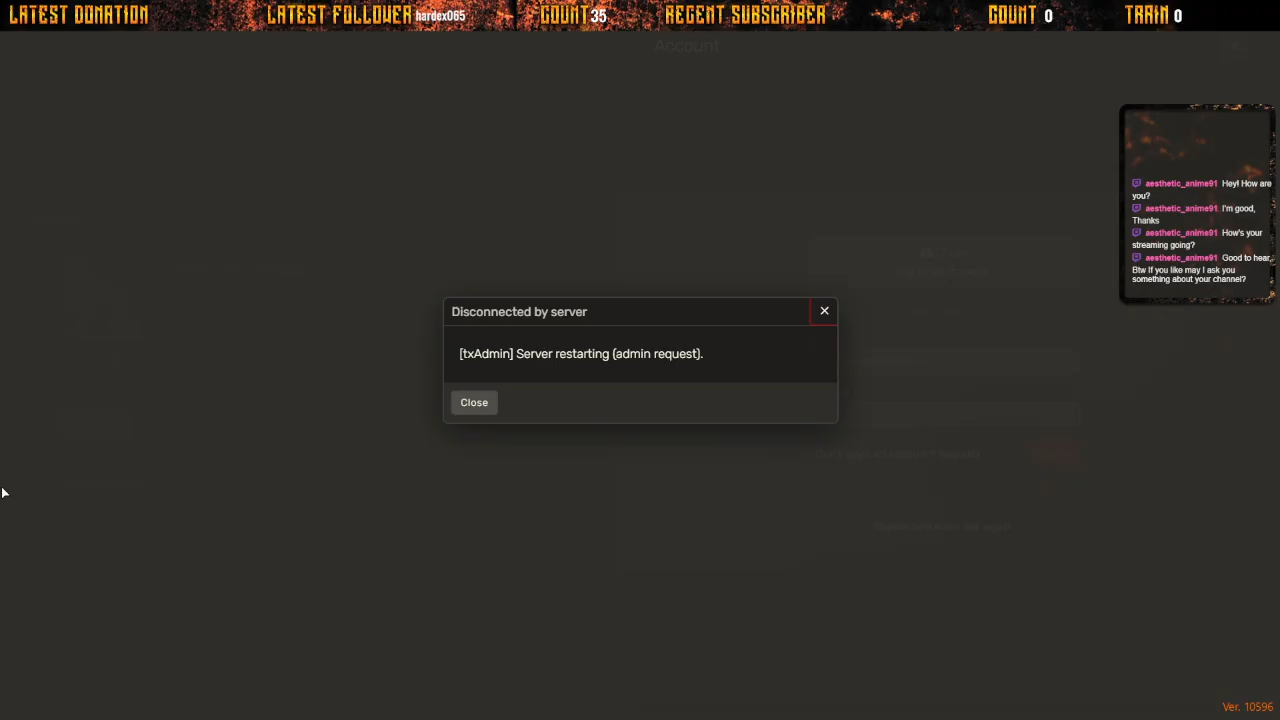 LATEST DONATION
LATEST FOLLOWER hardex065
COUNT 35
RECENT SUBSCRIBER
COUNT 0
TRAIN 0
Account
aesthetic_anime91 Hey! How are
you?
aesthetic_anime91 I'm good,
Thanks
aesthetic_anime91 How's your
streaming going?
aesthetic_anime91 Good to hear,
Btw If you like may I ask you
something about your channel?
Disconnected by server
[txAdmin] Server restarting (admin request).
Close
Ver. 10596